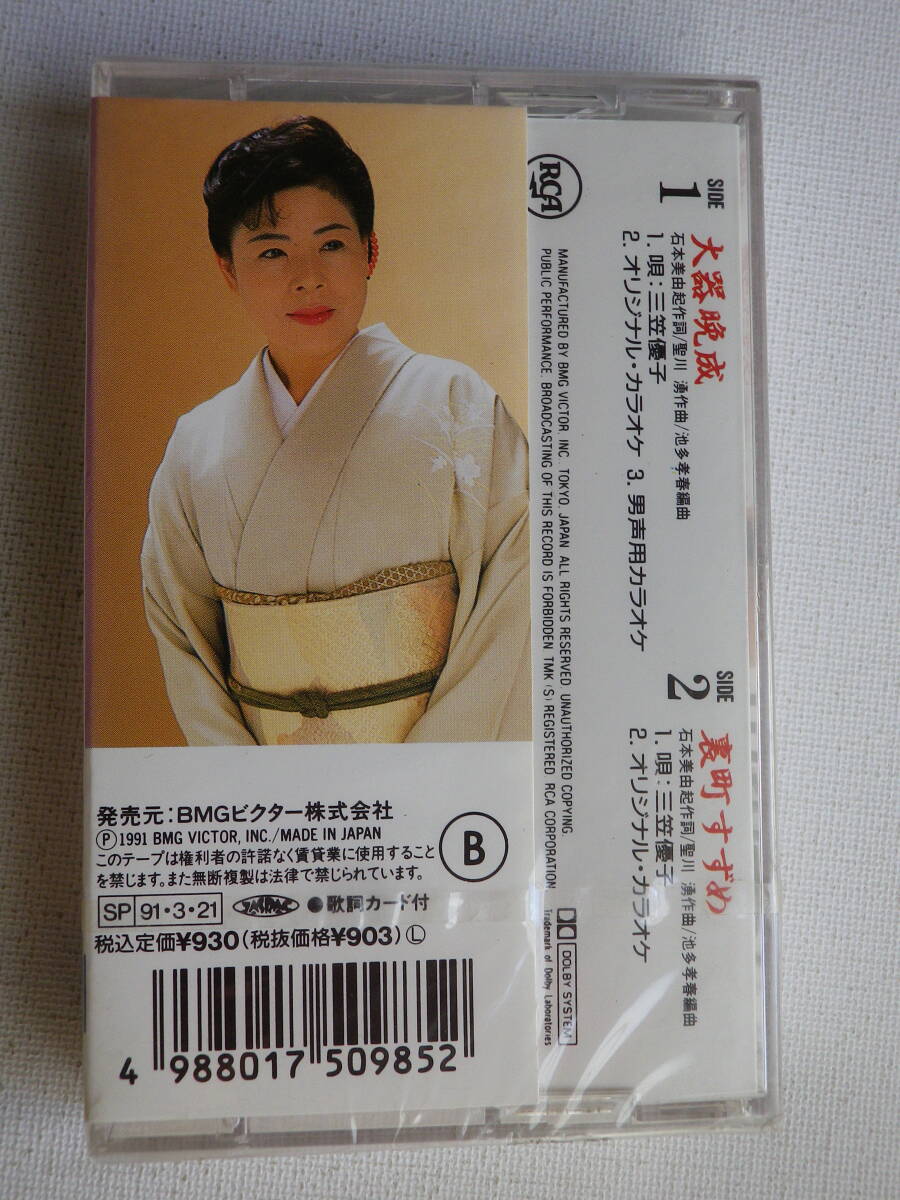 RCA
SIDE
1
大器晩成
石本美由起作詞/聖川 湧作曲/池多孝春編曲
1. 唄:三笠優子
2. オリジナル・カラオケ 3. 男声用カラオケ
SIDE
2
裏町すずめ
石本美由起作詞/聖川 湧作曲/池多孝春編曲
1. 唄:三笠優子
2. オリジナル・カラオケ
MANUFACTURED BY BMG VICTOR INC. TOKYO. JAPAN ALL RIGHTS RESERVED UNAUTHORIZED COPYING.
PUBLIC PERFORMANCE. BROADCASTING OF THIS RECORD IS FORBIDDEN TMK(S) REGISTERED RCA CORPORATION.
DOLBY SYSTEM
Trademark of Dolby Laboratories
発売元:BMGビクター株式会社
Ⓟ1991 BMG VICTOR, INC./MADE IN JAPAN
このテープは権利者の許諾なく賃貸業に使用すること
を禁じます。また無断複製は法律で禁じられています。
B
SP 91・3・21 JASRAC ●歌詞カード付
税込定価¥930(税抜価格¥903)Ⓛ
4 988017 509852